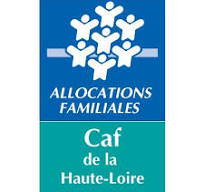 ALLOCATIONS
FAMILIALES
Caf
de la
Haute-Loire